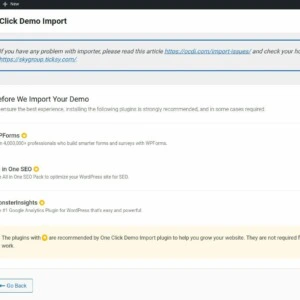 New
Click Demo Import
If you have any problem with importer, please read this article https://ocdi.com/import-issues/ and check your ho
https://skygroup.ticksy.com/.
efore We Import Your Demo
ensure the best experience, installing the following plugins is strongly recommended, and in some cases required.
PForms
4,000,000+ professionals who build smarter forms and surveys with WPForms.
in One SEO
All in One SEO Pack to optimize your WordPress site for SEO.
onsterInsights
#1 Google Analytics Plugin for WordPress that's easy and powerful.
The plugins with are recommended by One Click Demo Import plugin to help you grow your website. They are not required f
work.
Go Back